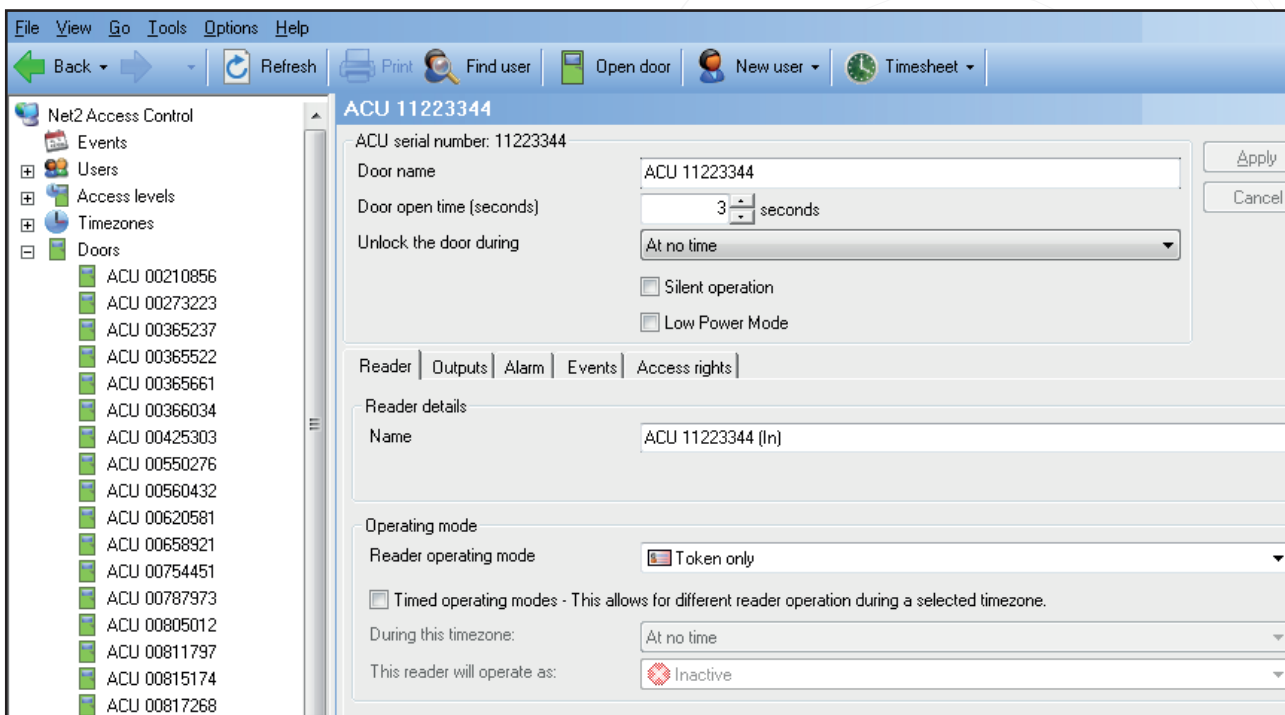 File View Go Tools Options Help
Back Refresh Print Find user Open door New user Timesheet
Net2 Access Control
Events
Users
Access levels
Timezones
Doors
ACU 00210856
ACU 00273223
ACU 00365237
ACU 00365522
ACU 00365661
ACU 00366034
ACU 00425303
ACU 00550276
ACU 00560432
ACU 00620581
ACU 00658921
ACU 00754451
ACU 00787973
ACU 00805012
ACU 00811797
ACU 00815174
ACU 00817268
ACU 11223344
ACU serial number: 11223344
Door name ACU 11223344
Door open time (seconds) 3 seconds
Unlock the door during At no time
Silent operation
Low Power Mode
Apply
Cancel
Reader Outputs Alarm Events Access rights
Reader details
Name ACU 11223344 (In)
Operating mode
Reader operating mode Token only
Timed operating modes - This allows for different reader operation during a selected timezone.
During this timezone: At no time
This reader will operate as: Inactive